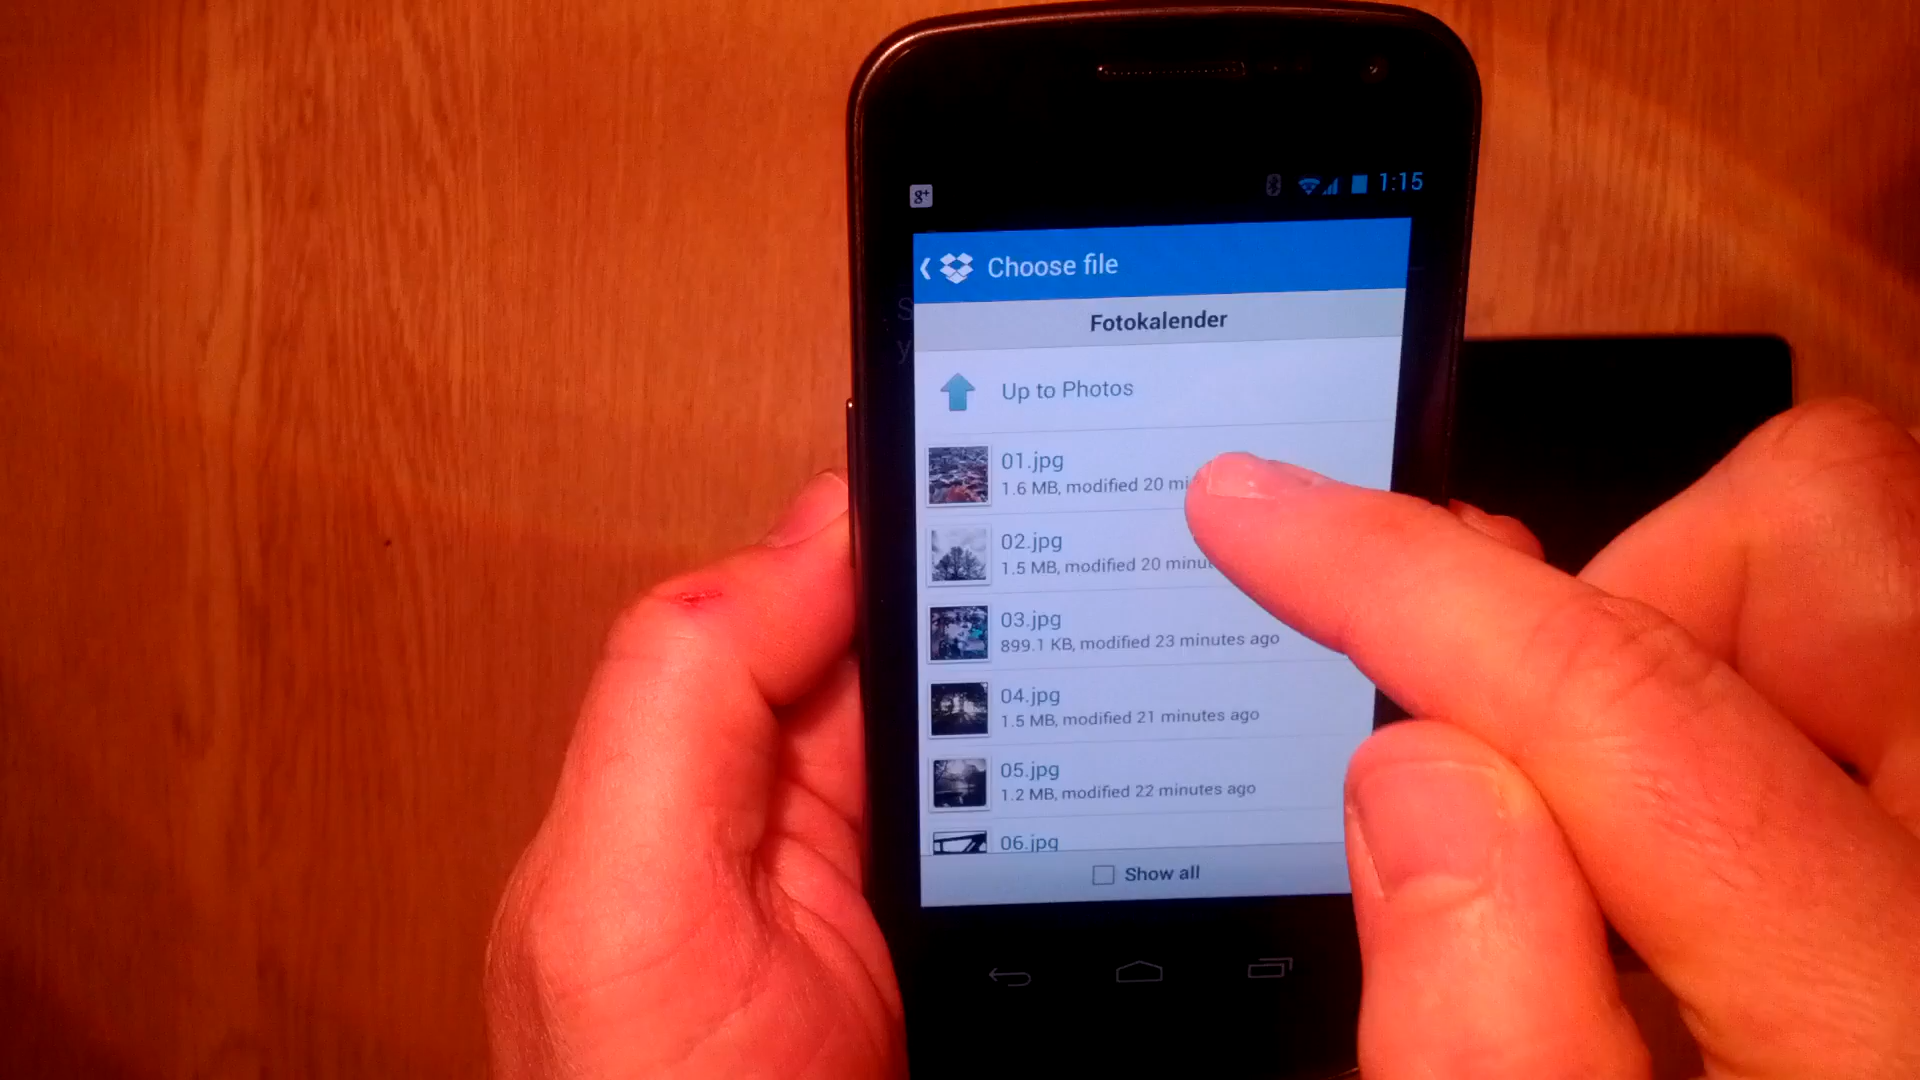 g+
1:15
Choose file
Fotokalender
Up to Photos
01.jpg
1.6 MB, modified 20
02.jpg
1.5 MB, modified 20
03.jpg
899.1 KB, modified 23 minutes ago
04.jpg
1.5 MB, modified 21 minutes ago
05.jpg
1.2 MB, modified 22 minutes ago
06.jpg
Show all